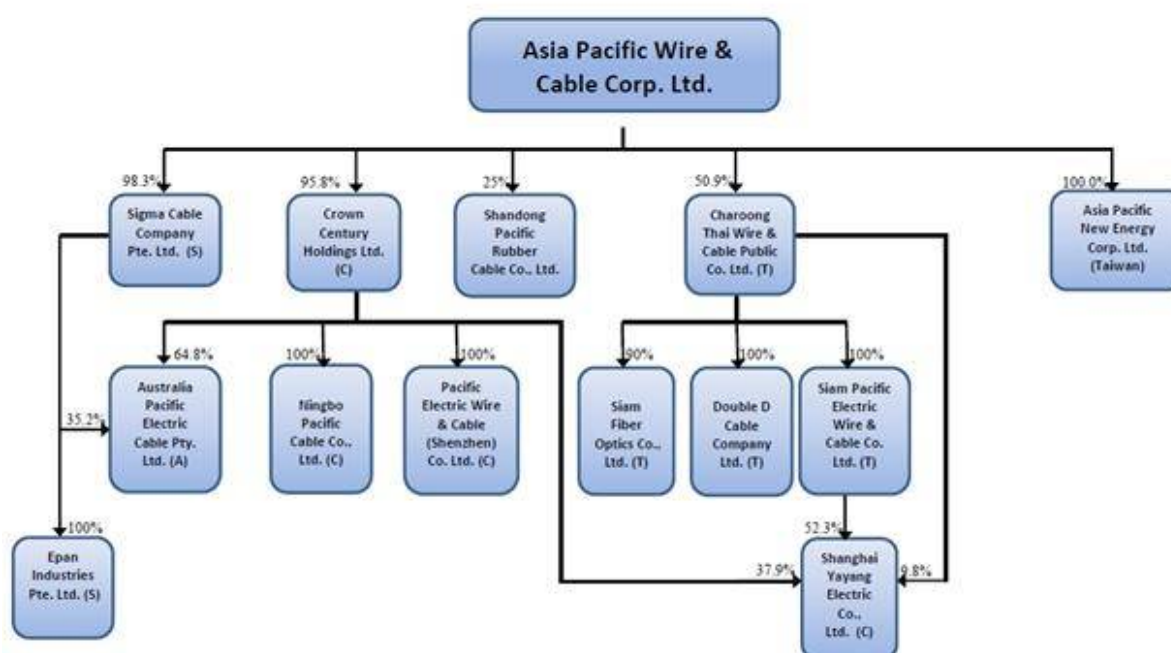 Asia Pacific Wire &
Cable Corp. Ltd.
98.3%
95.8%
25%
50.9%
100.0%
Sigma Cable
Company
Pte. Ltd. (S)
Crown
Century
Holdings Ltd.
(C)
Shandong
Pacific
Rubber
Cable Co., Ltd.
Charoong
Thai Wire &
Cable Public
Co. Ltd. (T)
Asia Pacific
New Energy
Corp. Ltd.
(Taiwan)
64.8%
100%
100%
90%
100%
100%
35.2%
Australia
Pacific
Electric
Cable Pty.
Ltd. (A)
Ningbo
Pacific
Cable Co.,
Ltd. (C)
Pacific
Electric Wire
& Cable
(Shenzhen)
Co. Ltd. (C)
Siam
Fiber
Optics Co.,
Ltd. (T)
Double D
Cable
Company
Ltd. (T)
Siam Pacific
Electric
Wire &
Cable Co.
Ltd. (T)
100%
52.3%
37.9%
9.8%
Epan
Industries
Pte. Ltd. (S)
Shanghai
Yayang
Electric
Co.,
Ltd. (C)